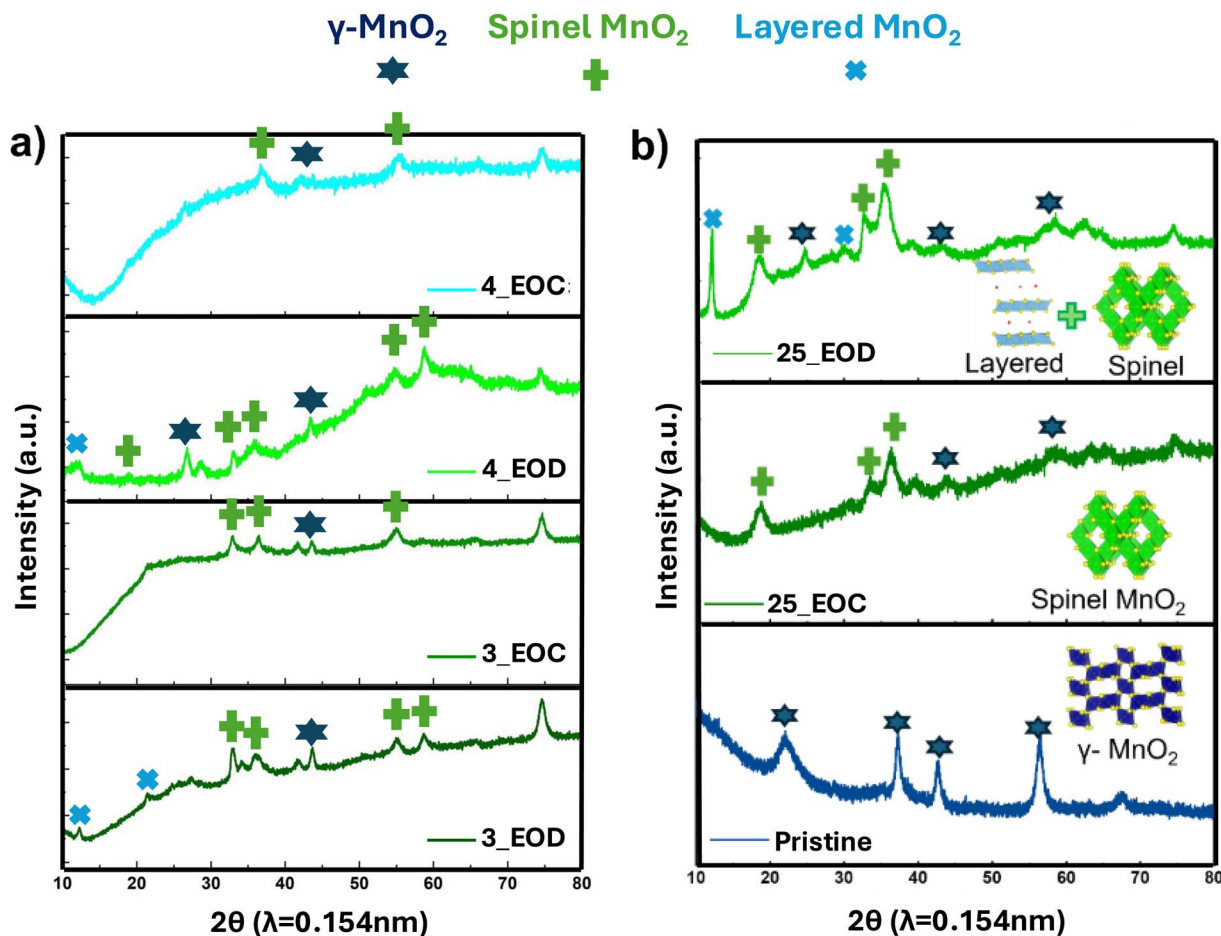 γ-MnO₂ Spinel MnO₂ Layered MnO₂
a)
Intensity (a.u.)
4_EOC:
4_EOD
3_EOC
3_EOD
10 20 30 40 50 60 70 80
2θ (λ=0.154nm)
b)
Intensity (a.u.)
25_EOD
Layered
Spinel
25_EOC
Spinel MnO₂
γ- MnO₂
Pristine
10 20 30 40 50 60 70 80
2θ (λ=0.154nm)